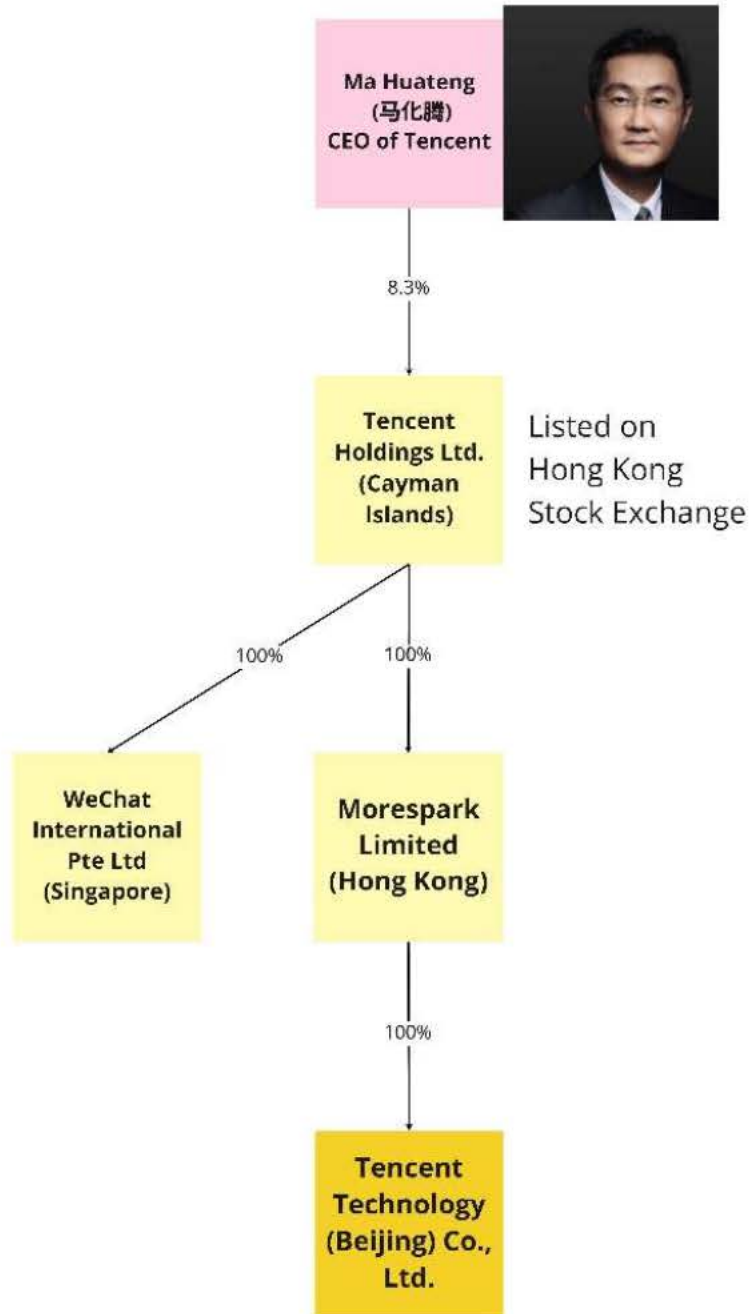 Ma Huateng
(马化腾)
CEO of Tencent
8.3%
Tencent
Holdings Ltd.
(Cayman
Islands)
Listed on
Hong Kong
Stock Exchange
100%
100%
WeChat
International
Pte Ltd
(Singapore)
Morespark
Limited
(Hong Kong)
100%
Tencent
Technology
(Beijing) Co.,
Ltd.